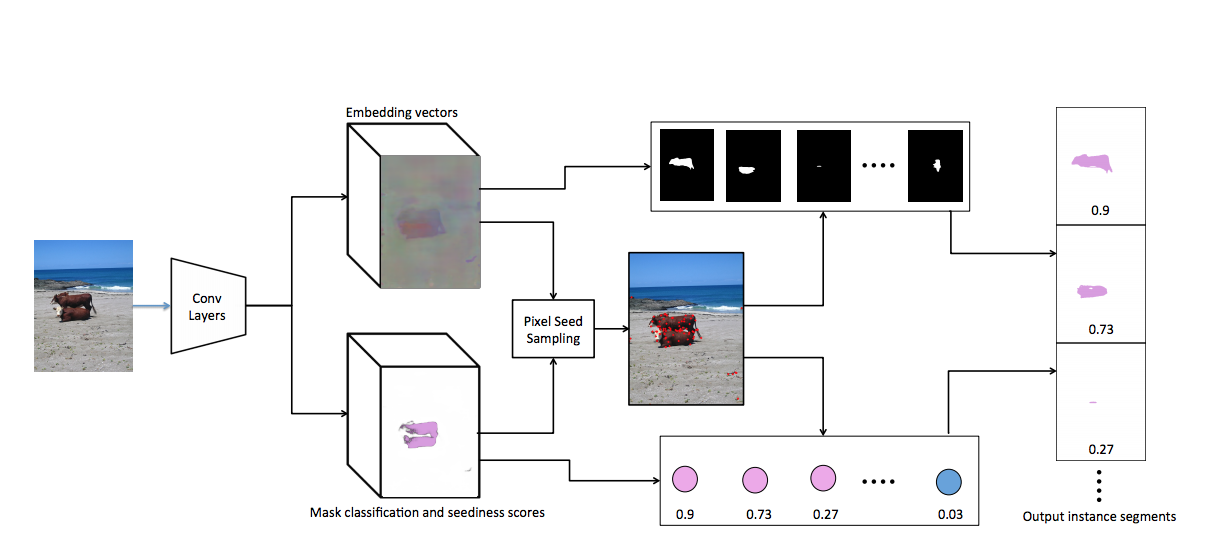 Embedding vectors
Conv
Layers
Pixel Seed
Sampling
Mask classification and seediness scores
0.9
0.73
0.27
0.03
0.9
0.73
0.27
Output instance segments